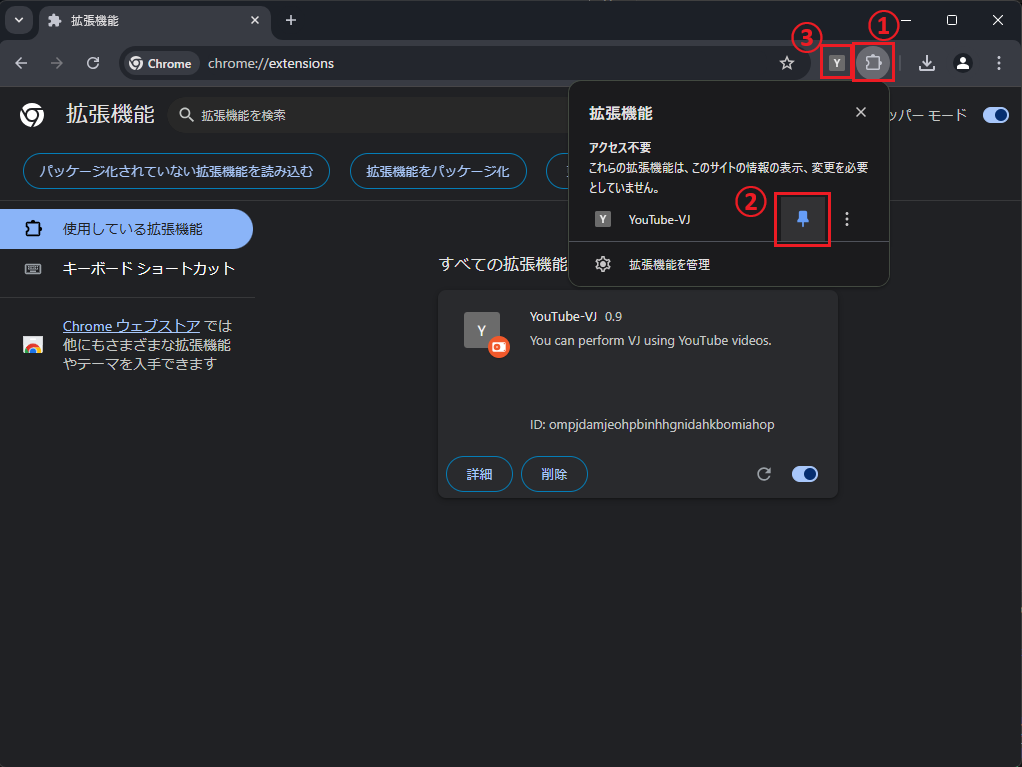 拡張機能
①
③
Chrome
chrome://extensions
Y
拡張機能
拡張機能を検索
ッパー モード
拡張機能
アクセス不要
これらの拡張機能は、このサイトの情報の表示、変更を必要
としていません。
②
Y YouTube-VJ
拡張機能を管理
パッケージ化されていない拡張機能を読み込む
拡張機能をパッケージ化
使用している拡張機能
キーボード ショートカット
Chrome ウェブストア では
他にもさまざまな拡張機能
やテーマを入手できます
すべての拡張機能
Y
YouTube-VJ 0.9
You can perform VJ using YouTube videos.
ID: ompjdamjeohpbinhhgnidahkbomiahop
詳細
削除